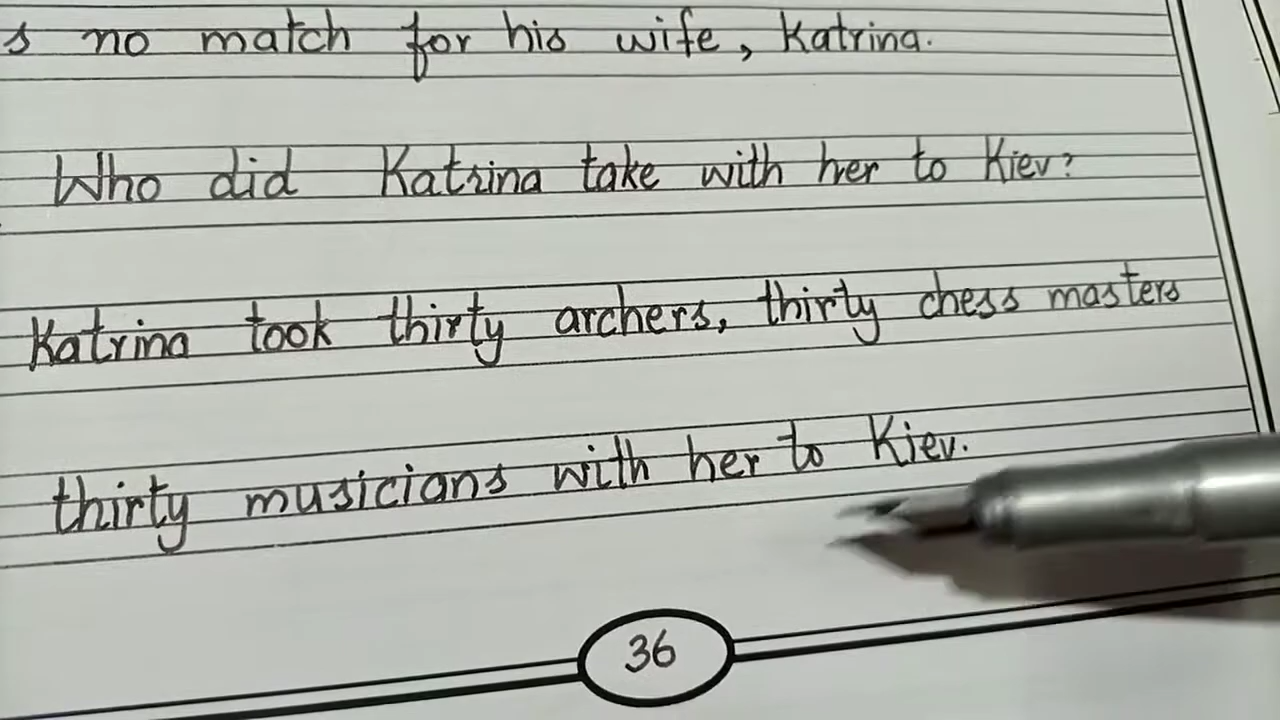 s no match for his wife, Katrina.
Who did Katrina take with her to Kiev?
Katrina took thirty archers, thirty chess masters
thirty musicians with her to Kiev.
36